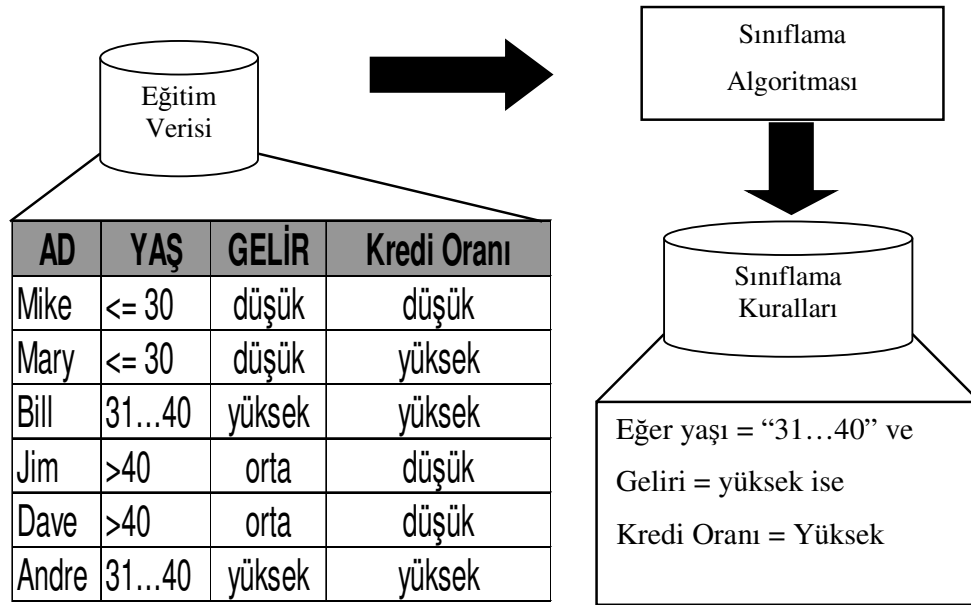 Eğitim
Verisi
Sınıflama
Algoritması
AD YAŞ GELİR Kredi Oranı
Mike <= 30 düşük düşük
Mary <= 30 düşük yüksek
Bill 31...40 yüksek yüksek
Jim >40 orta düşük
Dave >40 orta düşük
Andre 31...40 yüksek yüksek
Sınıflama
Kuralları
Eğer yaşı = “31…40” ve
Geliri = yüksek ise
Kredi Oranı = Yüksek